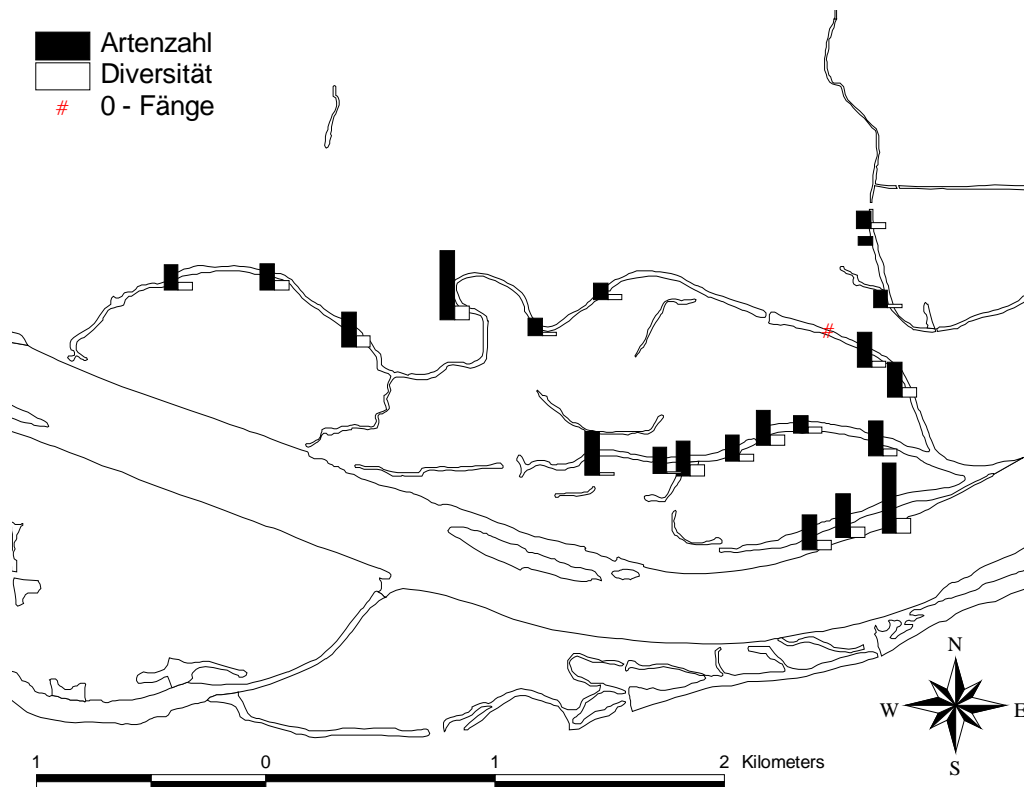 Artenzahl
Diversität
# 0 - Fänge
#
N
W E
S
1 0 1 2 Kilometers